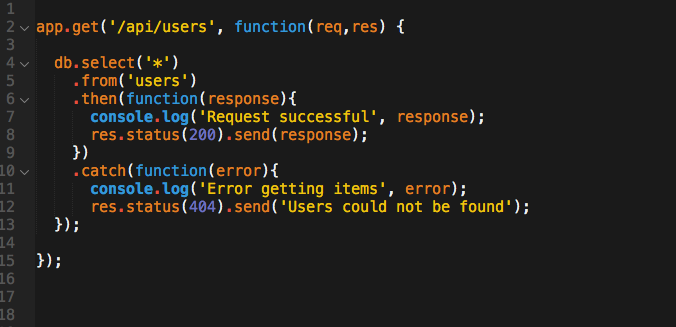 1
2 app.get('/api/users', function(req,res) {
3
4 db.select('*')
5 .from('users')
6 .then(function(response){
7 console.log('Request successful', response);
8 res.status(200).send(response);
9 })
10 .catch(function(error){
11 console.log('Error getting items', error);
12 res.status(404).send('Users could not be found');
13 });
14
15 });
16
17
18